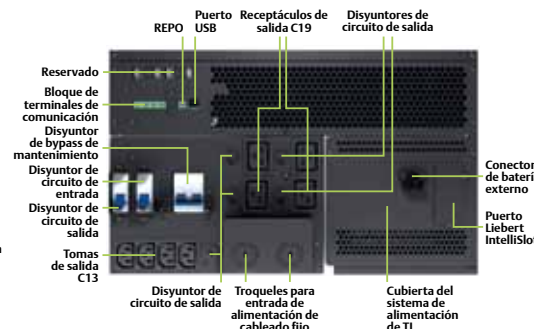 REPO
Puerto
USB
Receptáculos de
salida C19
Disyuntores de
circuito de salida
Reservado
Bloque de
terminales de
comunicación
Disyuntor
de bypass de
mantenimiento
Disyuntor de
circuito de
entrada
Disyuntor de
circuito de
salida
Tomas
de salida
C13
Disyuntor de
circuito de salida
Troqueles para
entrada de
alimentación de
cableado fijo
Cubierta del
sistema de
alimentación
de TI
Conector
de batería
externo
Puerto
Liebert
IntelliSlot